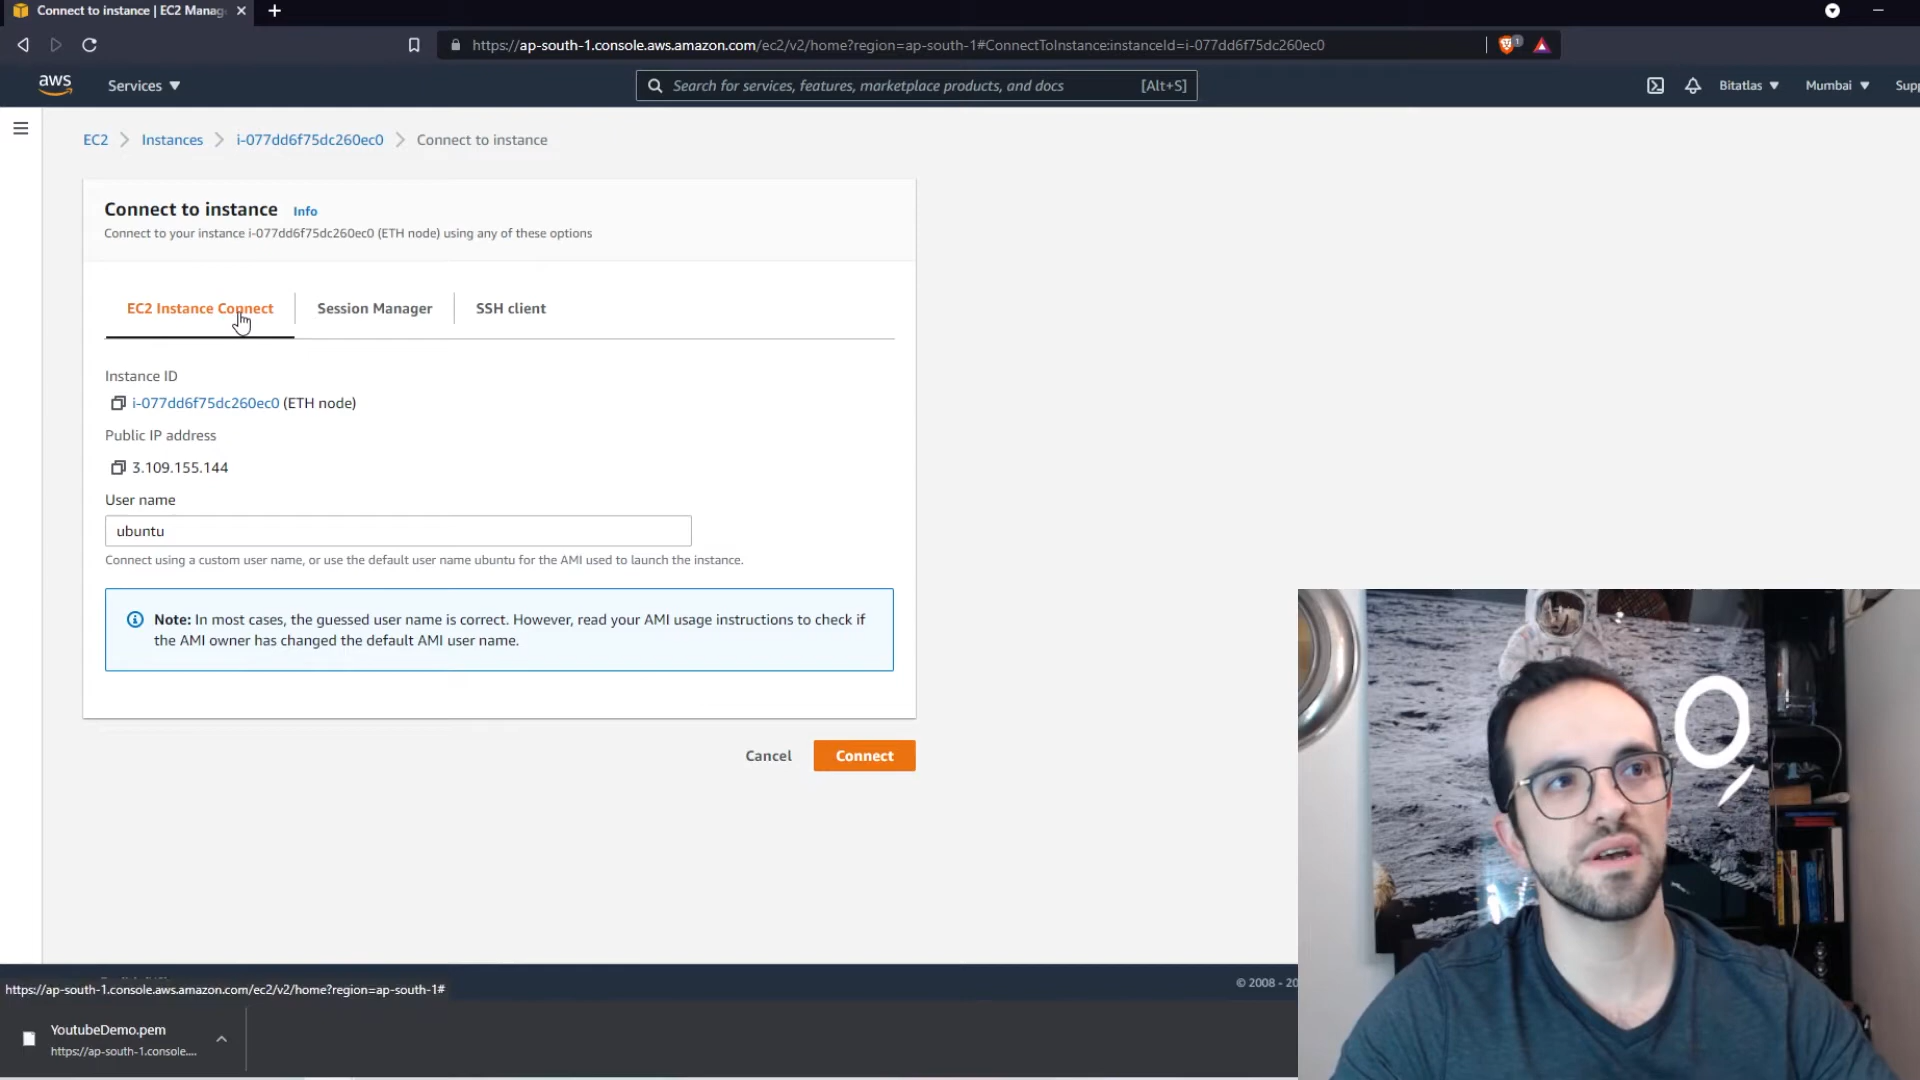 Connect to instance | EC2 Manag
https://ap-south-1.console.aws.amazon.com/ec2/v2/home?region=ap-south-1#ConnectToInstance:instanceId=i-077dd6f75dc260ec0
1
aws
Services
Search for services, features, marketplace products, and docs [Alt+S]
Bitatlas
Mumbai
Supp
EC2 Instances i-077dd6f75dc260ec0 Connect to instance
Connect to instance Info
Connect to your instance i-077dd6f75dc260ec0 (ETH node) using any of these options
EC2 Instance Connect Session Manager SSH client
Instance ID
i-077dd6f75dc260ec0 (ETH node)
Public IP address
3.109.155.144
User name
ubuntu
Connect using a custom user name, or use the default user name ubuntu for the AMI used to launch the instance.
Note: In most cases, the guessed user name is correct. However, read your AMI usage instructions to check if
the AMI owner has changed the default AMI user name.
Cancel Connect
© 2008 - 20
https://ap-south-1.console.aws.amazon.com/ec2/v2/home?region=ap-south-1#
YoutubeDemo.pem
https://ap-south-1.console....